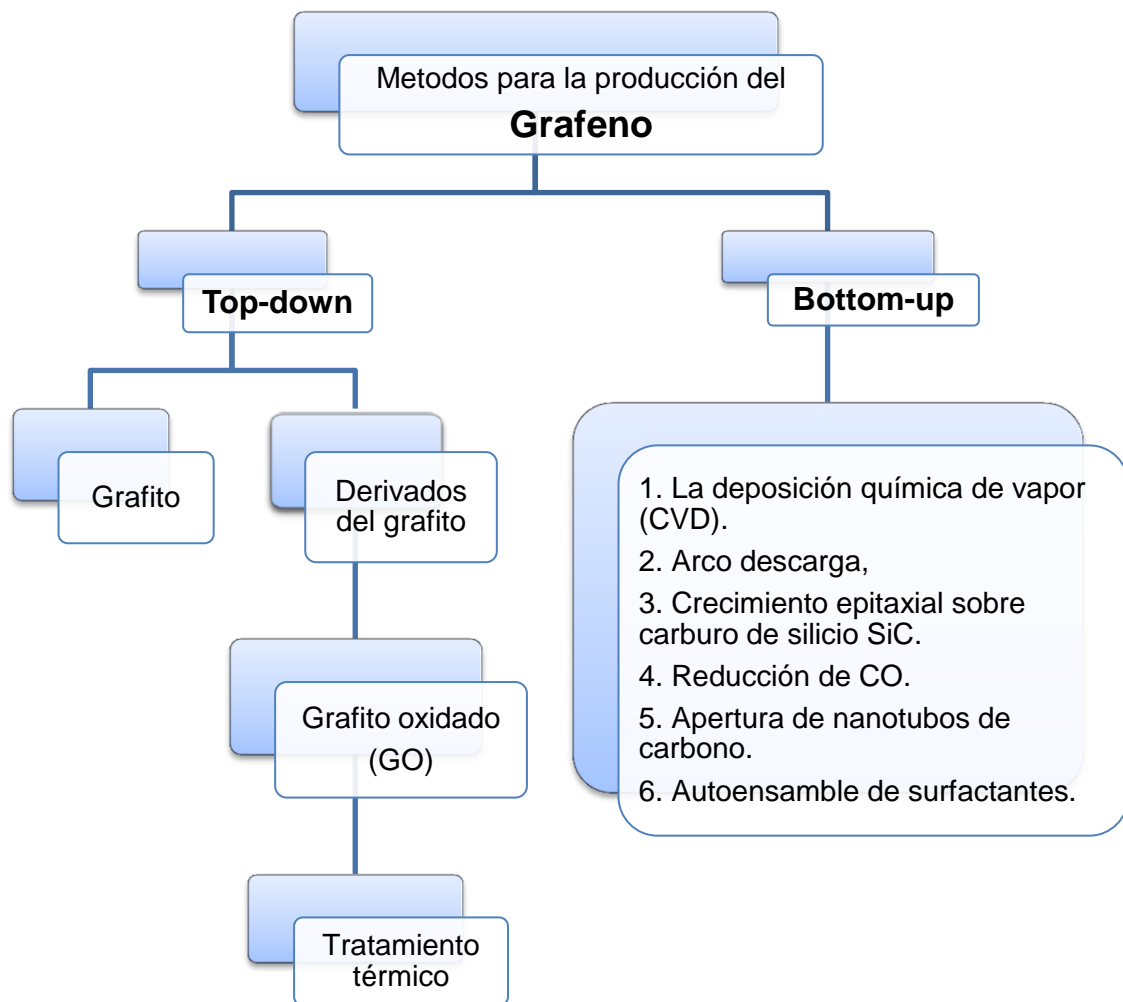 Metodos para la producción del
Grafeno
Top-down
Bottom-up
Grafito
Derivados
del grafito
Grafito oxidado
(GO)
Tratamiento
térmico
1. La deposición química de vapor
(CVD).
2. Arco descarga,
3. Crecimiento epitaxial sobre
carburo de silicio SiC.
4. Reducción de CO.
5. Apertura de nanotubos de
carbono.
6. Autoensamble de surfactantes.